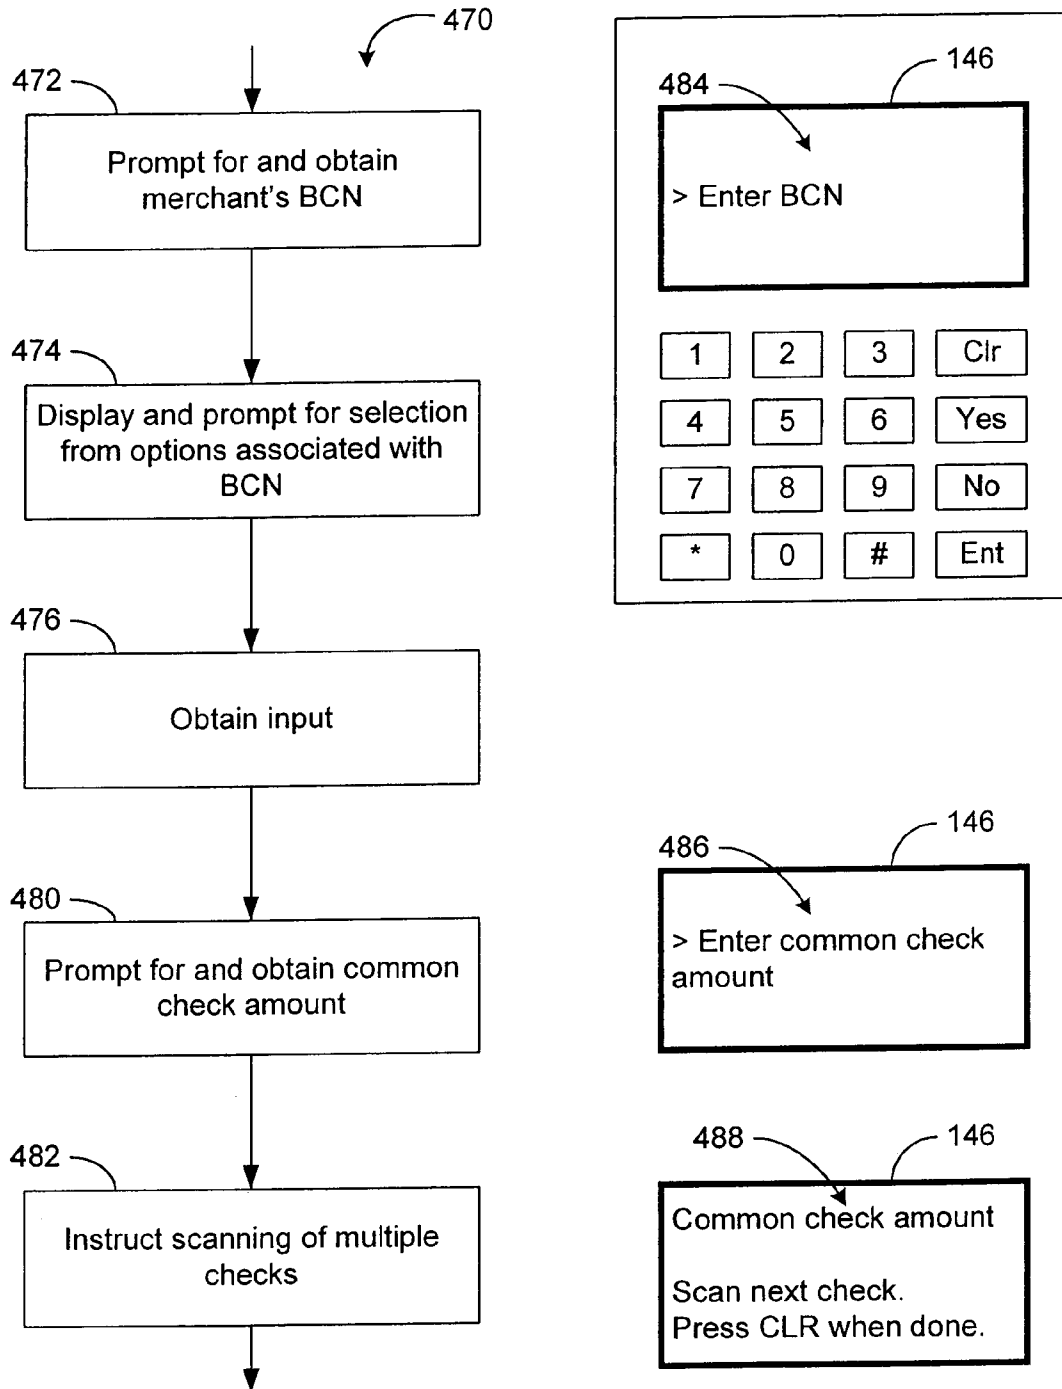 470
472
Prompt for and obtain
merchant's BCN
474
Display and prompt for selection
from options associated with
BCN
476
Obtain input
480
Prompt for and obtain common
check amount
482
Instruct scanning of multiple
checks
146
484
> Enter BCN
1 2 3 Clr
4 5 6 Yes
7 8 9 No
* 0 # Ent
146
486
> Enter common check
amount
488
146
Common check amount
Scan next check.
Press CLR when done.